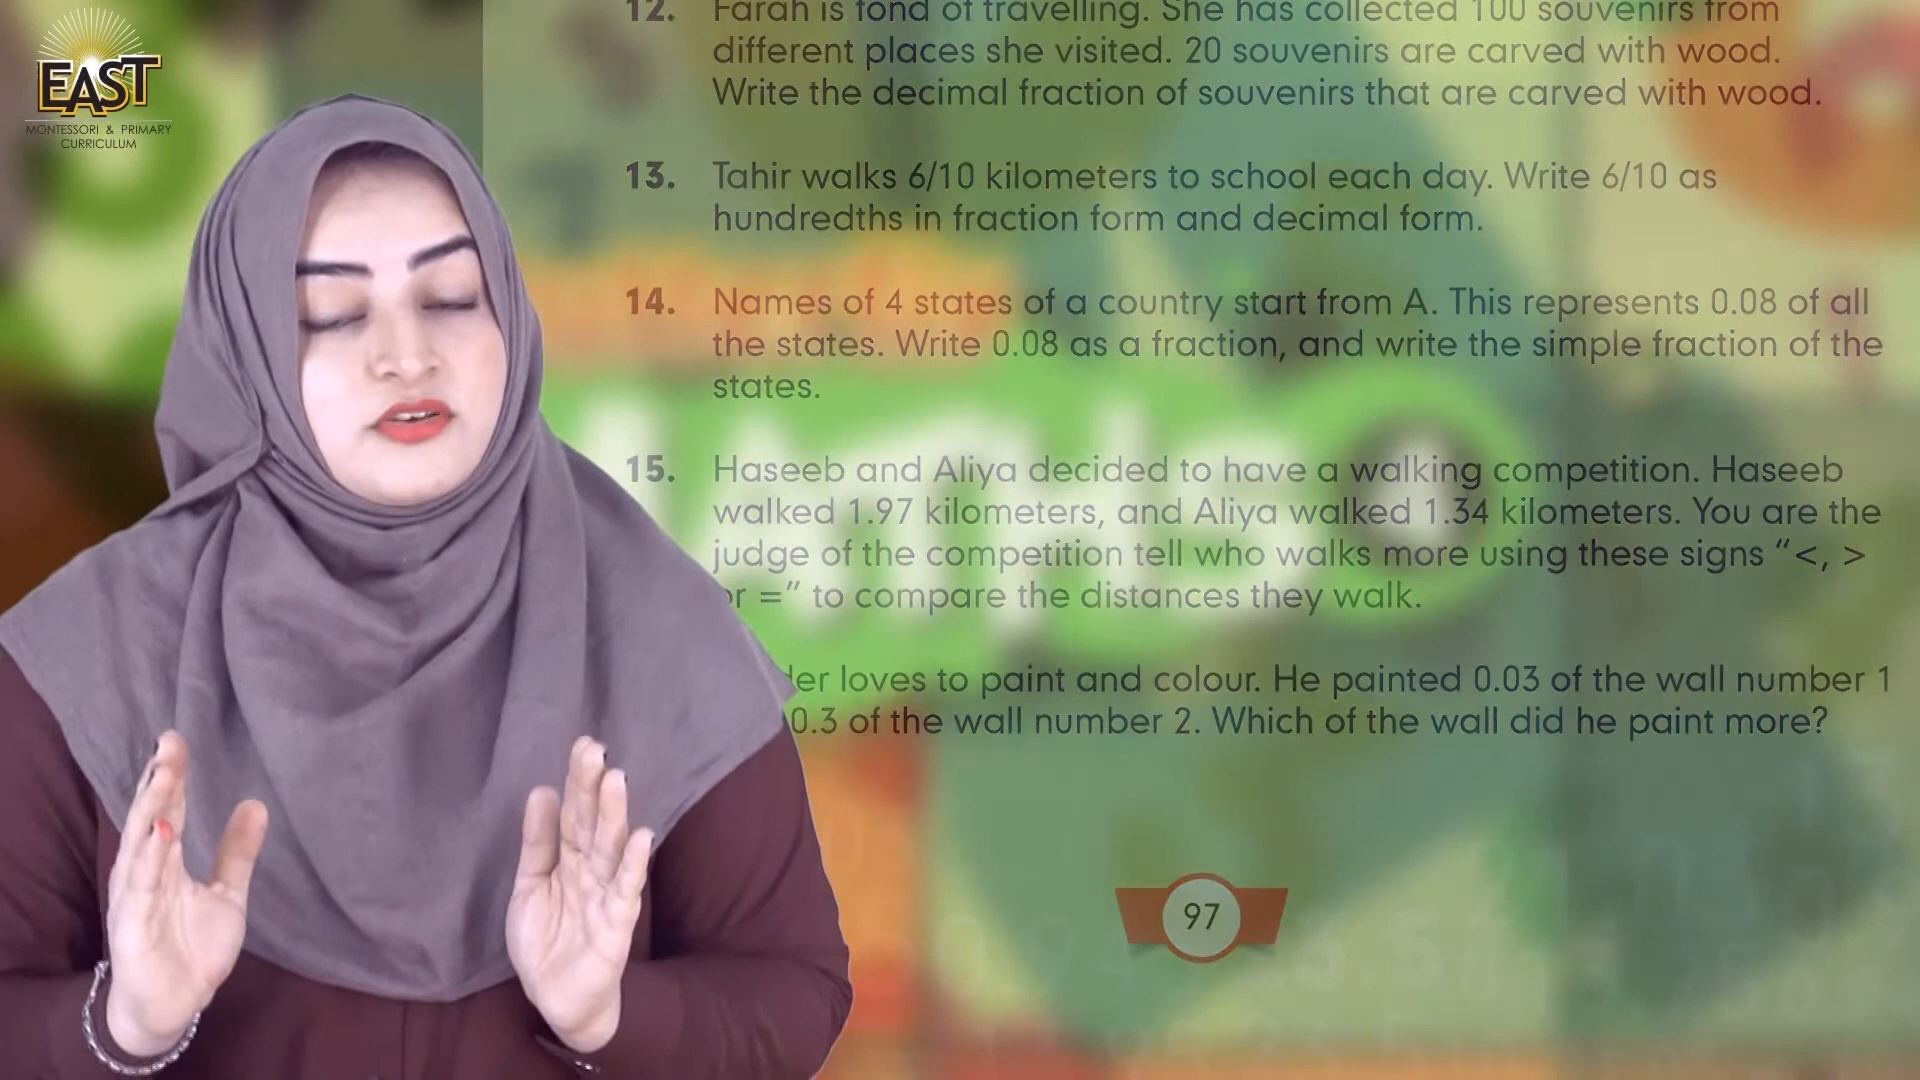 EAST
MONTESSORI & PRIMARY
CURRICULUM
12. Farah is fond of travelling. She has collected 100 souvenirs from
different places she visited. 20 souvenirs are carved with wood.
Write the decimal fraction of souvenirs that are carved with wood.
13. Tahir walks 6/10 kilometers to school each day. Write 6/10 as
hundredths in fraction form and decimal form.
14. Names of 4 states of a country start from A. This represents 0.08 of all
the states. Write 0.08 as a fraction, and write the simple fraction of the
states.
15. Haseeb and Aliya decided to have a walking competition. Haseeb
walked 1.97 kilometers, and Aliya walked 1.34 kilometers. You are the
judge of the competition tell who walks more using these signs “<, >
or =” to compare the distances they walk.
loves to paint and colour. He painted 0.03 of the wall number 1
0.3 of the wall number 2. Which of the wall did he paint more?
97